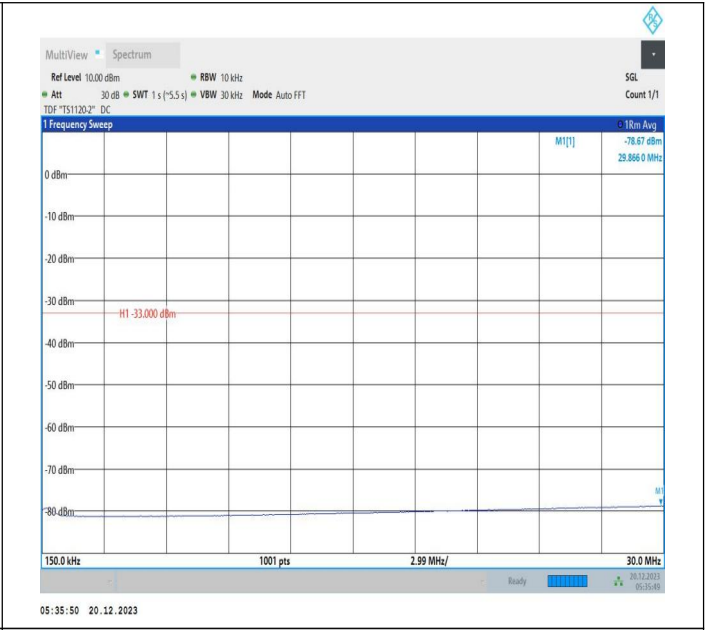 R&S
MultiView Spectrum
Ref Level 10.00 dBm RBW 10 kHz SGL
Att 30 dB SWT 1 s (~5.5 s) VBW 30 kHz Mode Auto FFT Count 1/1
TDF "TS1120-2" DC
1 Frequency Sweep 1Rm Avg
M1[1] -78.67 dBm
29.866 0 MHz
0 dBm
-10 dBm
-20 dBm
-30 dBm
H1 -33.000 dBm
-40 dBm
-50 dBm
-60 dBm
-70 dBm
M1
-80 dBm
150.0 kHz 1001 pts 2.99 MHz/ 30.0 MHz
Ready 20.12.2023
05:35:49
05:35:50 20.12.2023